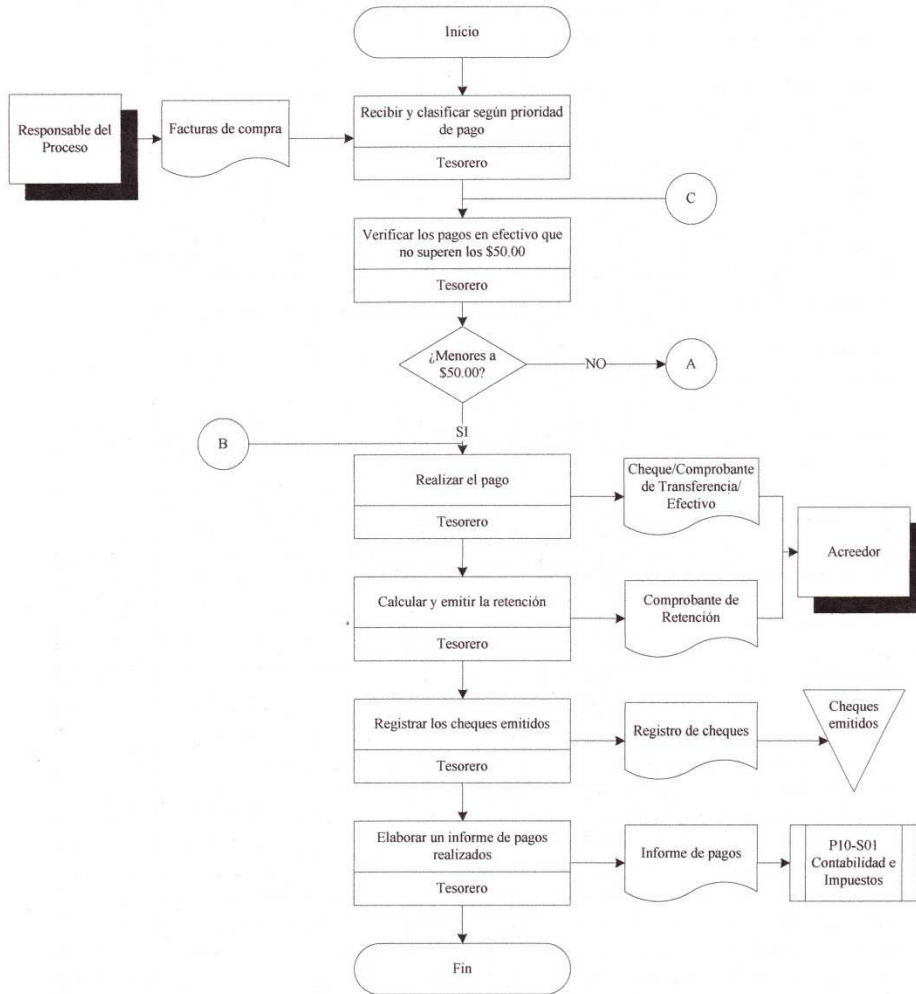 Inicio
Responsable del
Proceso
Facturas de compra
Recibir y clasificar según prioridad
de pago
Tesorero
C
Verificar los pagos en efectivo que
no superen los $50.00
Tesorero
¿Menores a
$50.00?
NO
A
SI
B
Realizar el pago
Tesorero
Cheque/Comprobante
de Transferencia/
Efectivo
Acreedor
Calcular y emitir la retención
Tesorero
Comprobante de
Retención
Registrar los cheques emitidos
Tesorero
Registro de cheques
Cheques
emitidos
Elaborar un informe de pagos
realizados
Tesorero
Informe de pagos
P10-S01
Contabilidad e
Impuestos
Fin